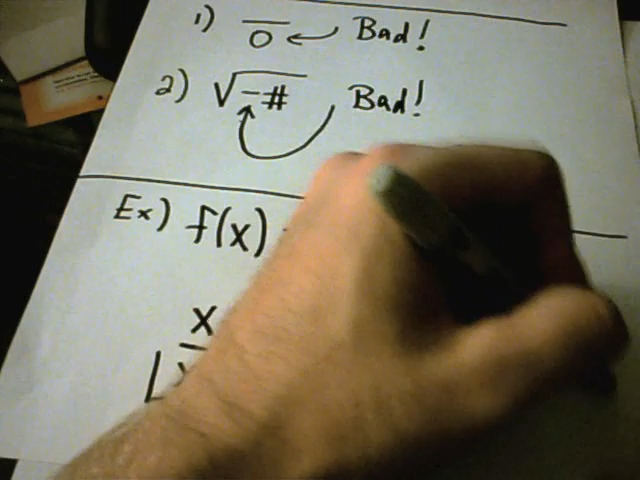 1) — / 0 ← Bad!
2) √-# Bad!
Ex) f(x)
x